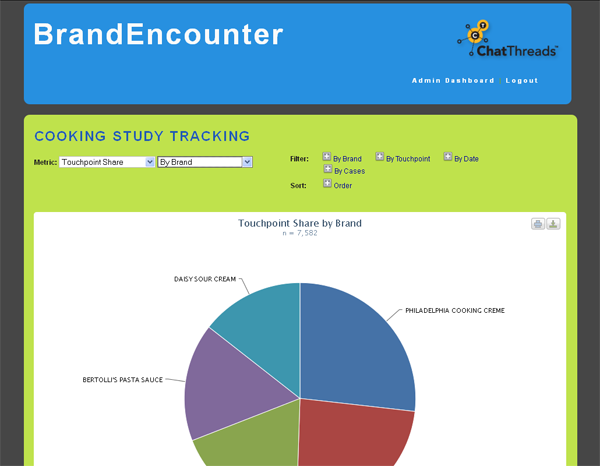 BrandEncounter
ChatThreads
Admin Dashboard Logout
COOKING STUDY TRACKING
Metric: Touchpoint Share By Brand
Filter: By Brand By Touchpoint By Date
By Cases
Sort: Order
Touchpoint Share by Brand
n = 7,582
DAISY SOUR CREAM
PHILADELPHIA COOKING CREME
BERTOLLI'S PASTA SAUCE